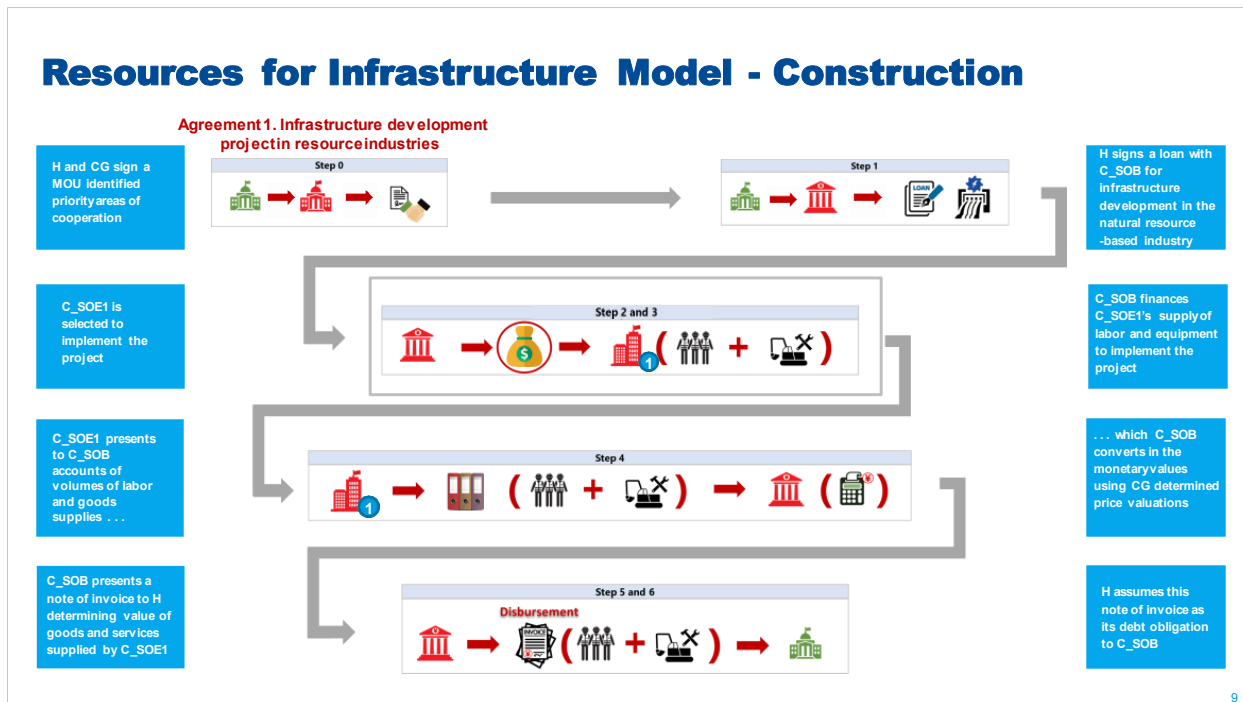 Resources for Infrastructure Model - Construction
Agreement 1. Infrastructure development
project in resource industries
H and CG sign a
MOU identified
priority areas of
cooperation
Step 0
Step 1
LOAN
H signs a loan with
C_SOB for
infrastructure
development in the
natural resource
-based industry
C_SOE1 is
selected to
implement the
project
Step 2 and 3
$
1
C_SOB finances
C_SOE1's supply of
labor and equipment
to implement the
project
C_SOE1 presents
to C_SOB
accounts of
volumes of labor
and goods
supplies . . .
Step 4
1
( + ) ( ¥ )
. . . which C_SOB
converts in the
monetary values
using CG determined
price valuations
C_SOB presents a
note of invoice to H
determining value of
goods and services
supplied by C_SOE1
Step 5 and 6
Disbursement
INVOICE
( + )
H assumes this
note of invoice as
its debt obligation
to C_SOB
9